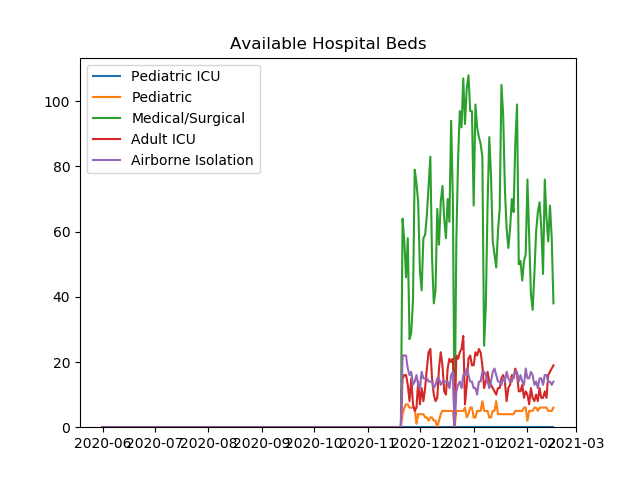 Available Hospital Beds
Pediatric ICU
Pediatric
Medical/Surgical
Adult ICU
Airborne Isolation
100
80
60
40
20
0
2020-06 2020-07 2020-08 2020-09 2020-10 2020-11 2020-12 2021-01 2021-02 2021-03